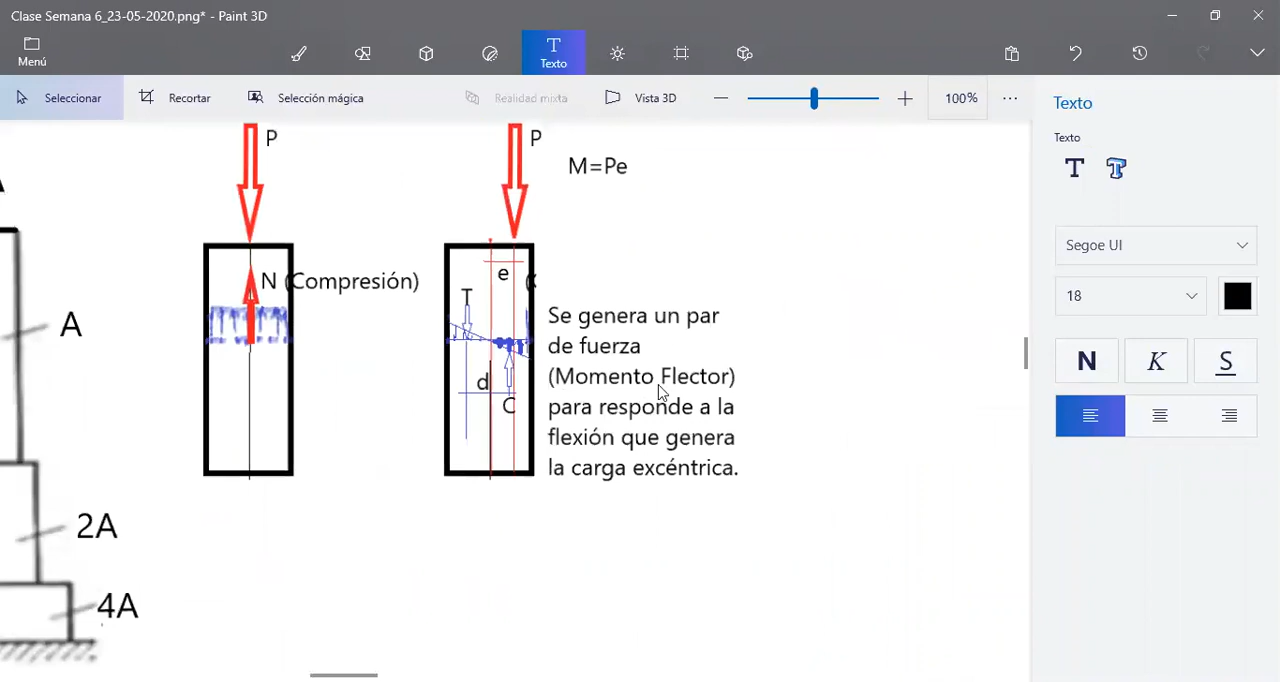 Clase Semana 6_23-05-2020.png* - Paint 3D
Menú
Texto
Seleccionar
Recortar
Selección mágica
Realidad mixta
Vista 3D
100%
Texto
Texto
T
T
Segoe UI
18
N
K
S
P
P
M=Pe
N (Compresión)
e
(
T
d
C
Se genera un par
de fuerza
(Momento Flector)
para responde a la
flexión que genera
la carga excéntrica.
A
2A
4A